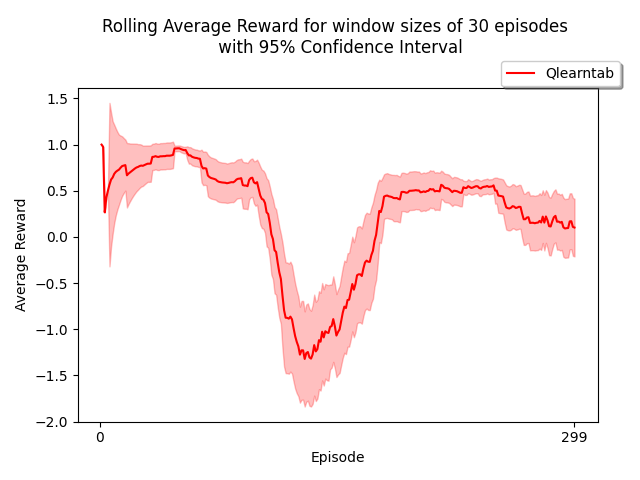 Rolling Average Reward for window sizes of 30 episodes
with 95% Confidence Interval
Qlearntab
1.5
1.0
0.5
0.0
−0.5
−1.0
−1.5
−2.0
Average Reward
0
299
Episode